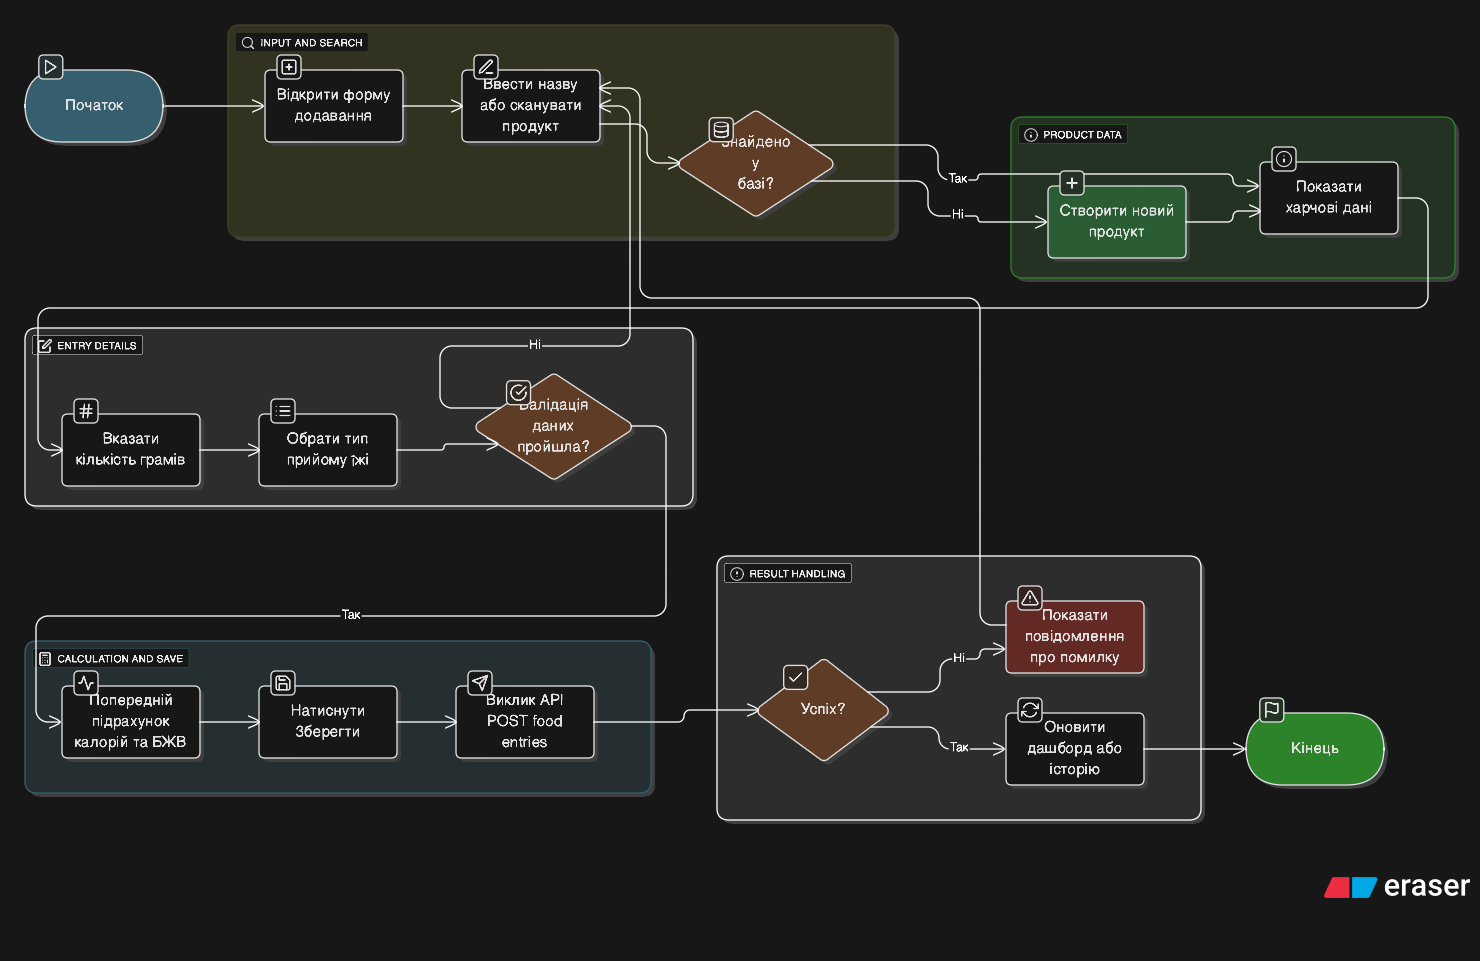 INPUT AND SEARCH
Початок
Відкрити форму
додавання
Ввести назву
або сканувати
продукт
Знайдено
у
базі?
Так
Ні
PRODUCT DATA
Створити новий
продукт
Показати
харчові дані
ENTRY DETAILS
Ні
Вказати
кількість грамів
Обрати тип
прийому їжі
Валідація
даних
пройшла?
Так
CALCULATION AND SAVE
Попередній
підрахунок
калорій та БЖВ
Натиснути
Зберегти
Виклик API
POST food
entries
RESULT HANDLING
Успіх?
Ні
Так
Показати
повідомлення
про помилку
Оновити
дашборд або
історію
Кінець
eraser